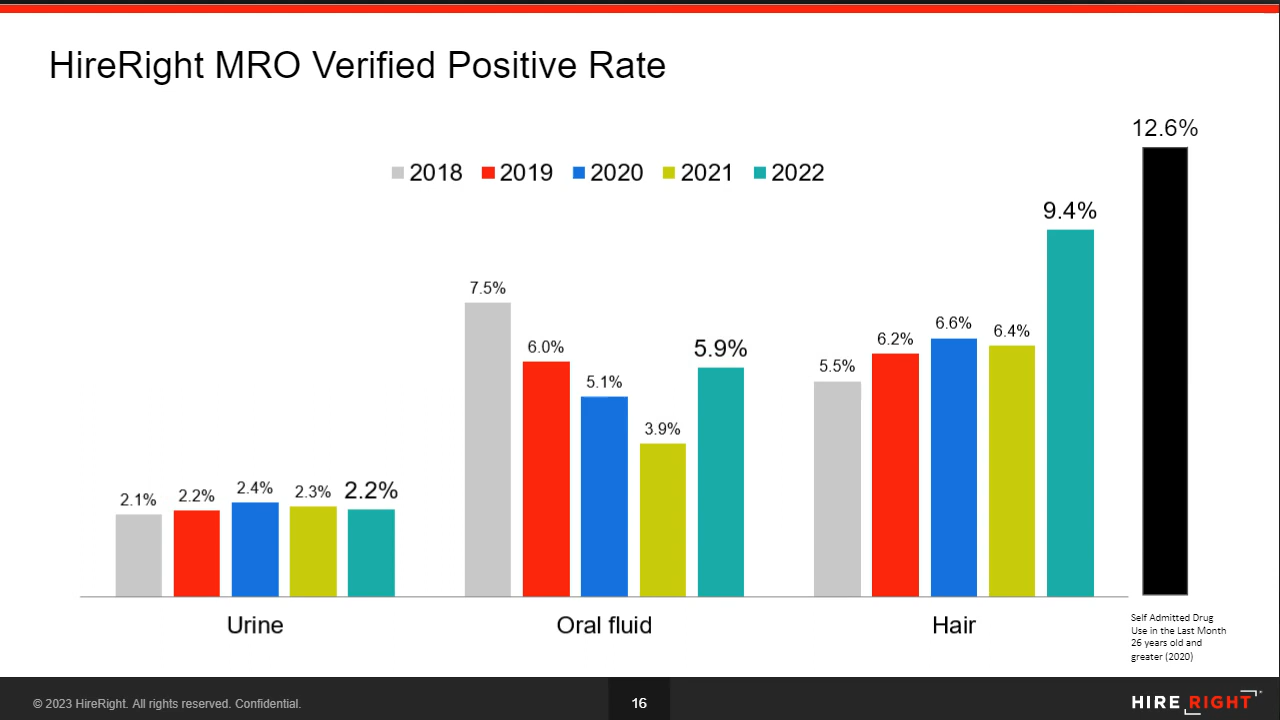 HireRight MRO Verified Positive Rate
12.6%
2018 2019 2020 2021 2022
9.4%
7.5%
6.6%
6.4%
6.2%
6.0%
5.9%
5.5%
5.1%
3.9%
2.1% 2.2% 2.4% 2.3% 2.2%
Urine Oral fluid Hair
Self Admitted Drug
Use in the Last Month
26 years old and
greater (2020)
© 2023 HireRight. All rights reserved. Confidential.
16
HIRE RIGHT